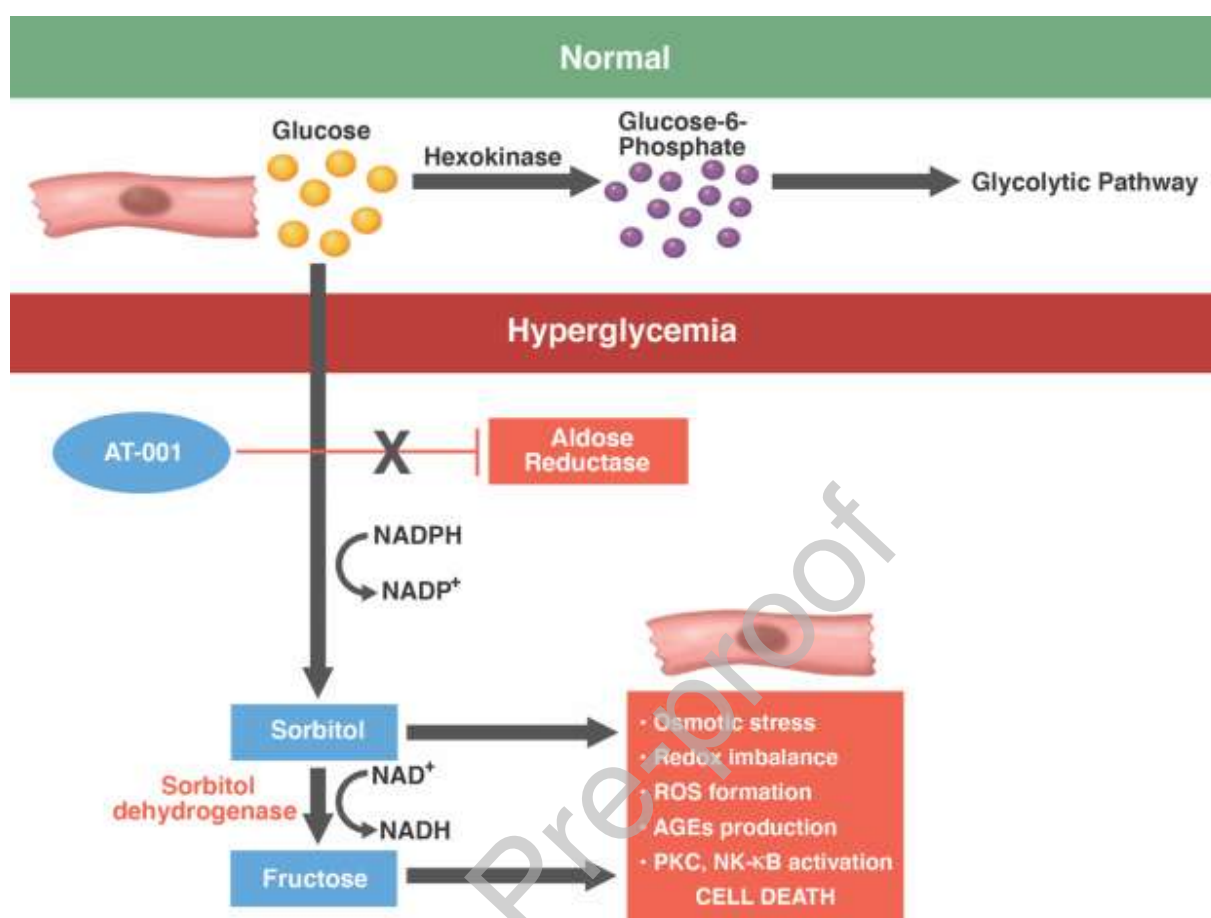 Normal
Glucose
Hexokinase
Glucose-6-
Phosphate
Glycolytic Pathway
Hyperglycemia
AT-001
X
Aldose
Reductase
NADPH
NADP+
Sorbitol
Sorbitol
dehydrogenase
NAD+
NADH
Fructose
· Osmotic stress
· Redox imbalance
· ROS formation
· AGEs production
· PKC, NK-κB activation
CELL DEATH
Pre-proof